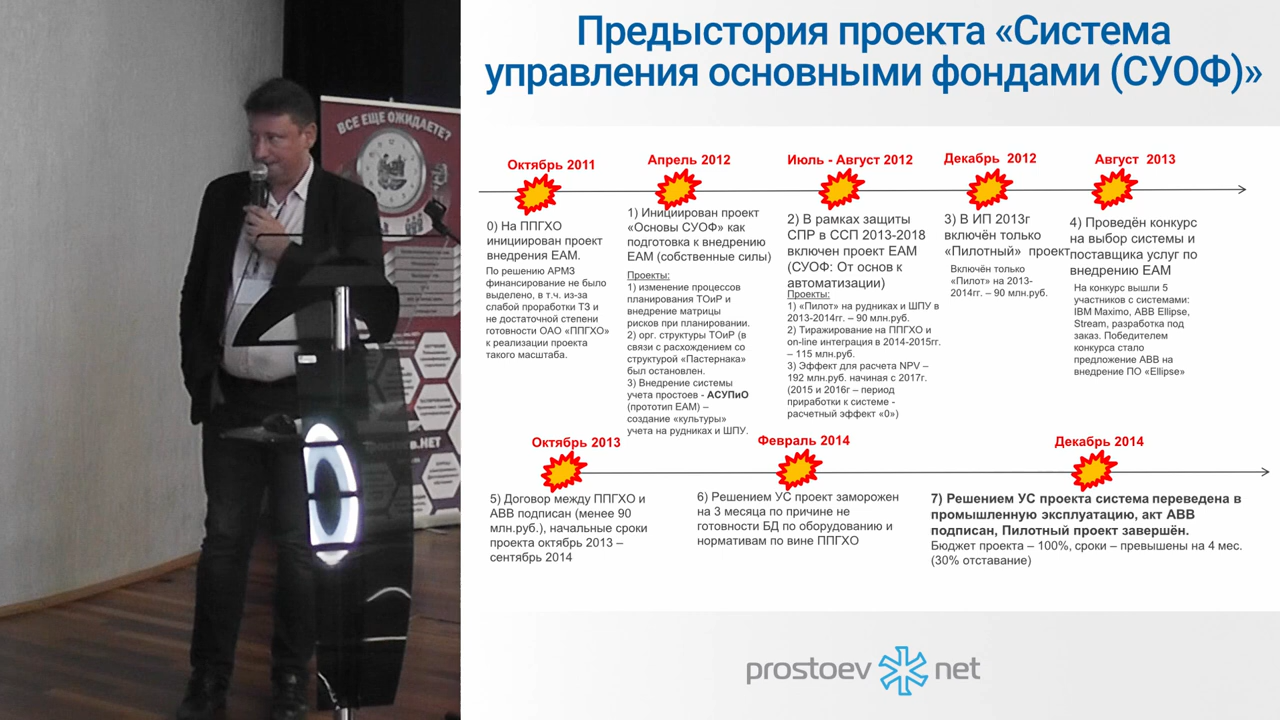 Предыстория проекта «Система
управления основными фондами (СУОФ)»
ВСЕ ЕЩЕ ОЖИДАЕТЕ?
Октябрь 2011
Апрель 2012
Июль - Август 2012
Декабрь 2012
Август 2013
0) На ППГХО
инициирован проект
внедрения ЕАМ.
По решению АРМЗ
финансирование не было
выделено, в т.ч. из-за
слабой проработки ТЗ и
не достаточной степени
готовности ОАО «ППГХО»
к реализации проекта
такого масштаба.
1) Инициирован проект
«Основы СУОФ» как
подготовка к внедрению
ЕАМ (собственные силы)
Проекты:
1) изменение процессов
планирования ТОиР и
внедрение матрицы
рисков при планировании.
2) орг. структуры ТОиР (в
связи с расхождением со
структурой «Пастернака»
был остановлен.
3) Внедрение системы
учета простоев - АСУПиО
(прототип ЕАМ) –
создание «культуры»
учета на рудниках и ШПУ.
2) В рамках защиты
СПР в ССП 2013-2018
включен проект ЕАМ
(СУОФ: От основ к
автоматизации)
Проекты:
1) «Пилот» на рудниках и ШПУ в
2013-2014гг. – 90 млн.руб.
2) Тиражирование на ППГХО и
on-line интеграция в 2014-2015гг.
– 115 млн.руб.
3) Эффект для расчета NPV –
192 млн.руб. начиная с 2017г.
(2015 и 2016г – период
приработки к системе -
расчетный эффект «0»)
3) В ИП 2013г
включён только
«Пилотный» проект
Включён только
«Пилот» на 2013-
2014гг. – 90 млн.руб.
4) Проведён конкурс
на выбор системы и
поставщика услуг по
внедрению ЕАМ
На конкурс вышли 5
участников с системами:
IBM Maximo, ABB Ellipse,
Stream, разработка под
заказ. Победителем
конкурса стало
предложение АВВ на
внедрение ПО «Ellipse»
Октябрь 2013
Февраль 2014
Декабрь 2014
5) Договор между ППГХО и
АВВ подписан (менее 90
млн.руб.), начальные сроки
проекта октябрь 2013 –
сентябрь 2014
6) Решением УС проект заморожен
на 3 месяца по причине не
готовности БД по оборудованию и
нормативам по вине ППГХО
7) Решением УС проекта система переведена в
промышленную эксплуатацию, акт АВВ
подписан, Пилотный проект завершён.
Бюджет проекта – 100%, сроки – превышены на 4 мес.
(30% отставание)
prostoev net